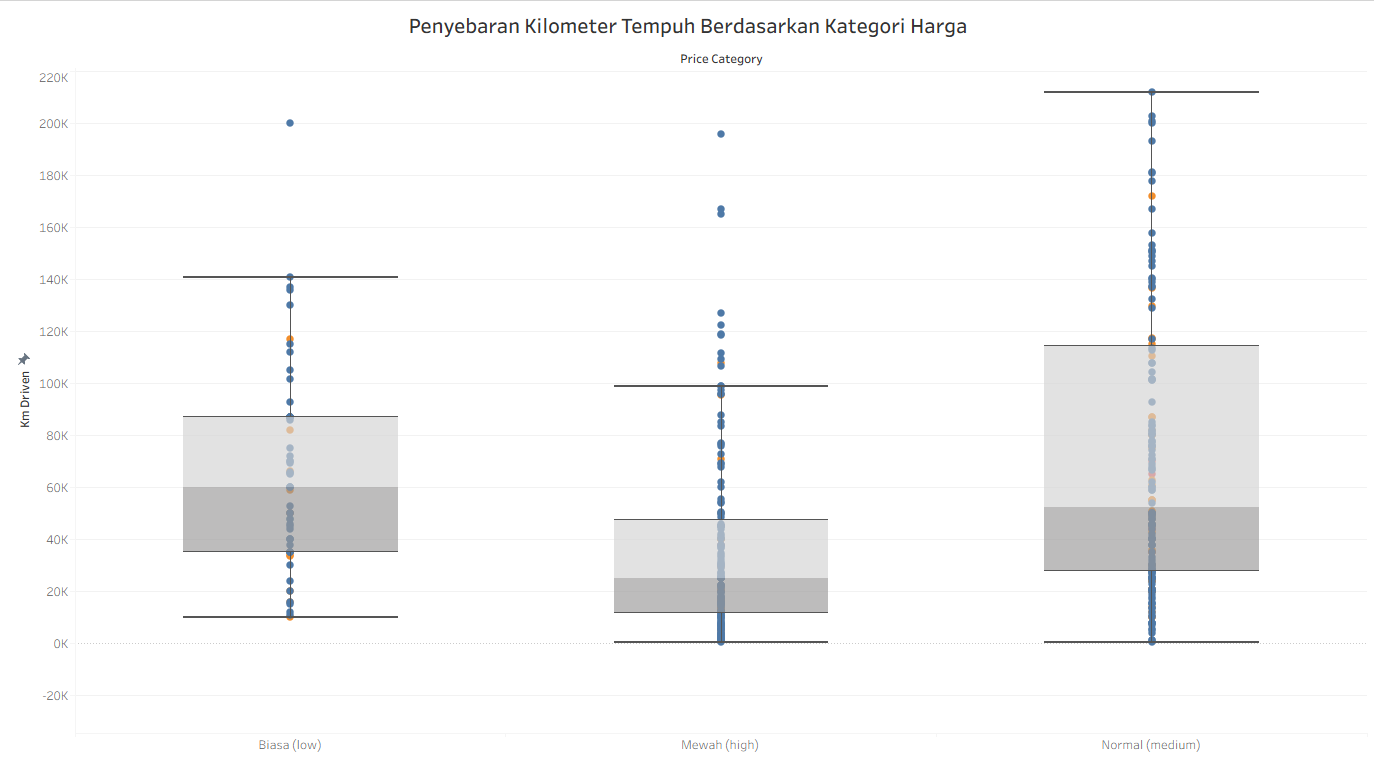 Penyebaran Kilometer Tempuh Berdasarkan Kategori Harga
Price Category
220K
200K
180K
160K
140K
120K
100K
80K
60K
40K
20K
0K
-20K
Km Driven
Biasa (low)
Mewah (high)
Normal (medium)